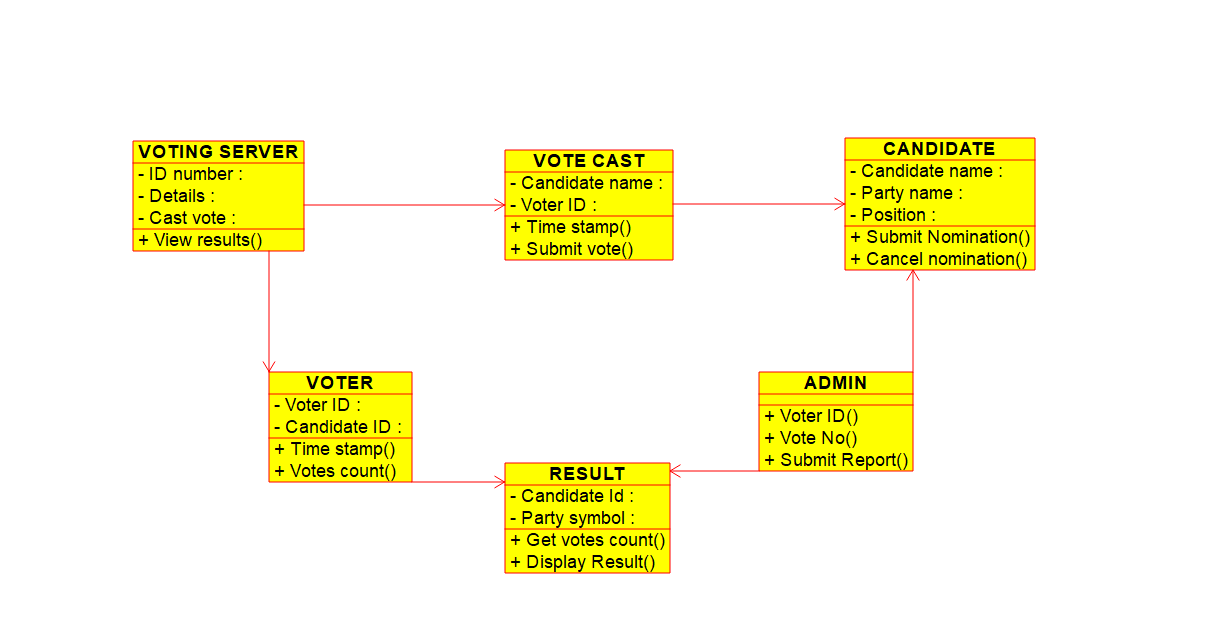 VOTING SERVER
- ID number :
- Details :
- Cast vote :
+ View results()
VOTE CAST
- Candidate name :
- Voter ID :
+ Time stamp()
+ Submit vote()
CANDIDATE
- Candidate name :
- Party name :
- Position :
+ Submit Nomination()
+ Cancel nomination()
VOTER
- Voter ID :
- Candidate ID :
+ Time stamp()
+ Votes count()
RESULT
- Candidate Id :
- Party symbol :
+ Get votes count()
+ Display Result()
ADMIN
+ Voter ID()
+ Vote No()
+ Submit Report()